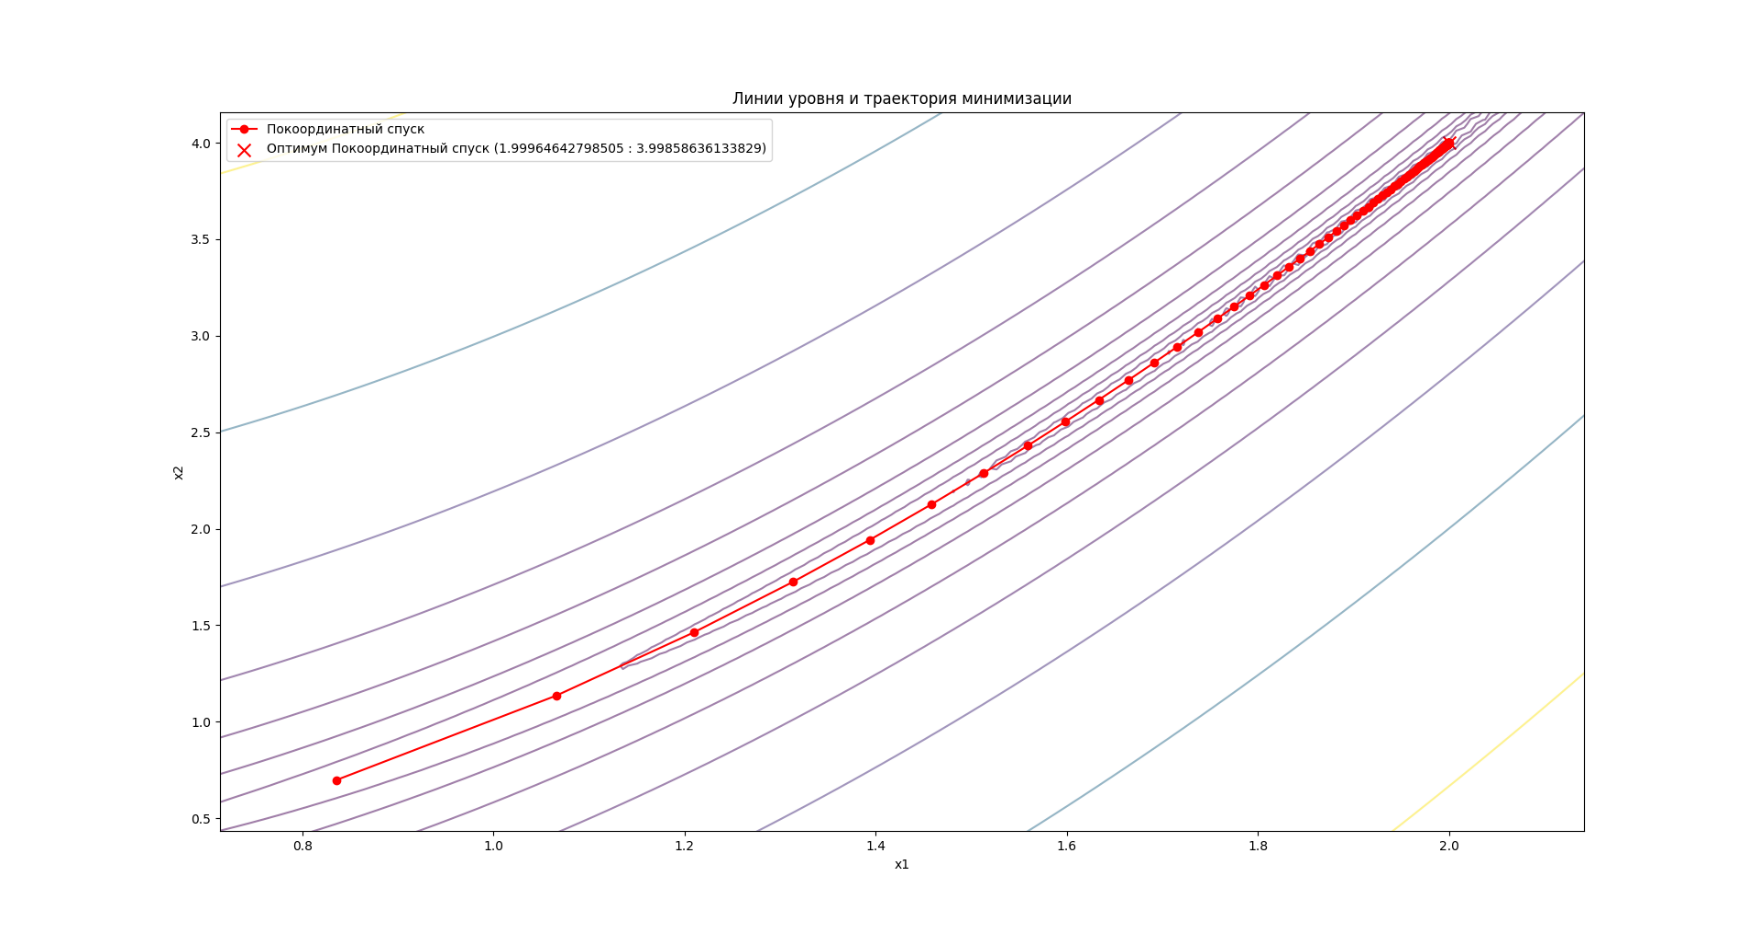 Линии уровня и траектория минимизации
Покоординатный спуск
Оптимум Покоординатный спуск (1.99964642798505 : 3.99858636133829)
4.0
3.5
3.0
2.5
2.0
1.5
1.0
0.5
x2
0.8 1.0 1.2 1.4 1.6 1.8 2.0
x1